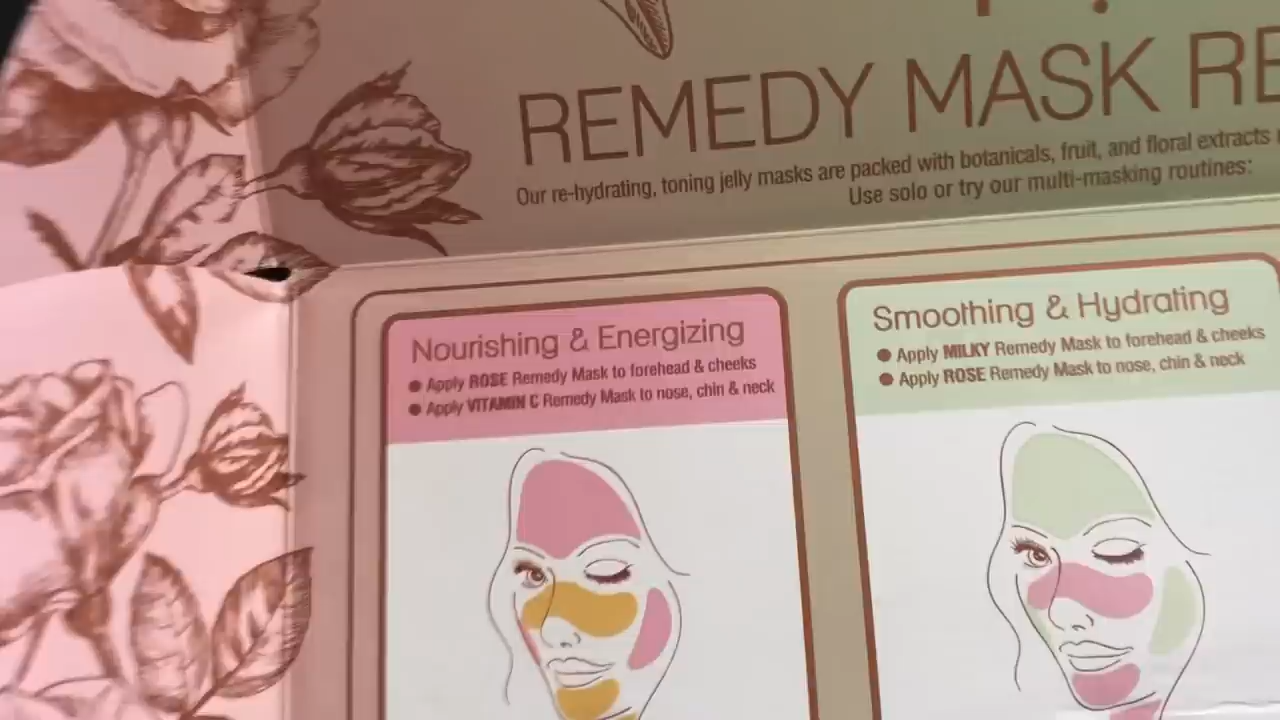 REMEDY MASK RE
Our re-hydrating, toning jelly masks are packed with botanicals, fruit, and floral extracts
Use solo or try our multi-masking routines:
Nourishing & Energizing
● Apply ROSE Remedy Mask to forehead & cheeks
● Apply VITAMIN C Remedy Mask to nose, chin & neck
Smoothing & Hydrating
● Apply MILKY Remedy Mask to forehead & cheeks
● Apply ROSE Remedy Mask to nose, chin & neck